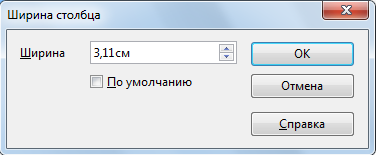 Ширина столбца
Ширина 3,11см OK
По умолчанию Отмена
Справка